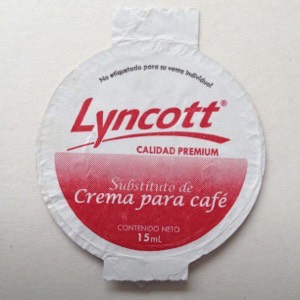 No etiquetado para su venta individual
Lyncott®
CALIDAD PREMIUM
Substituto de
Crema para café
CONTENIDO NETO
15mL